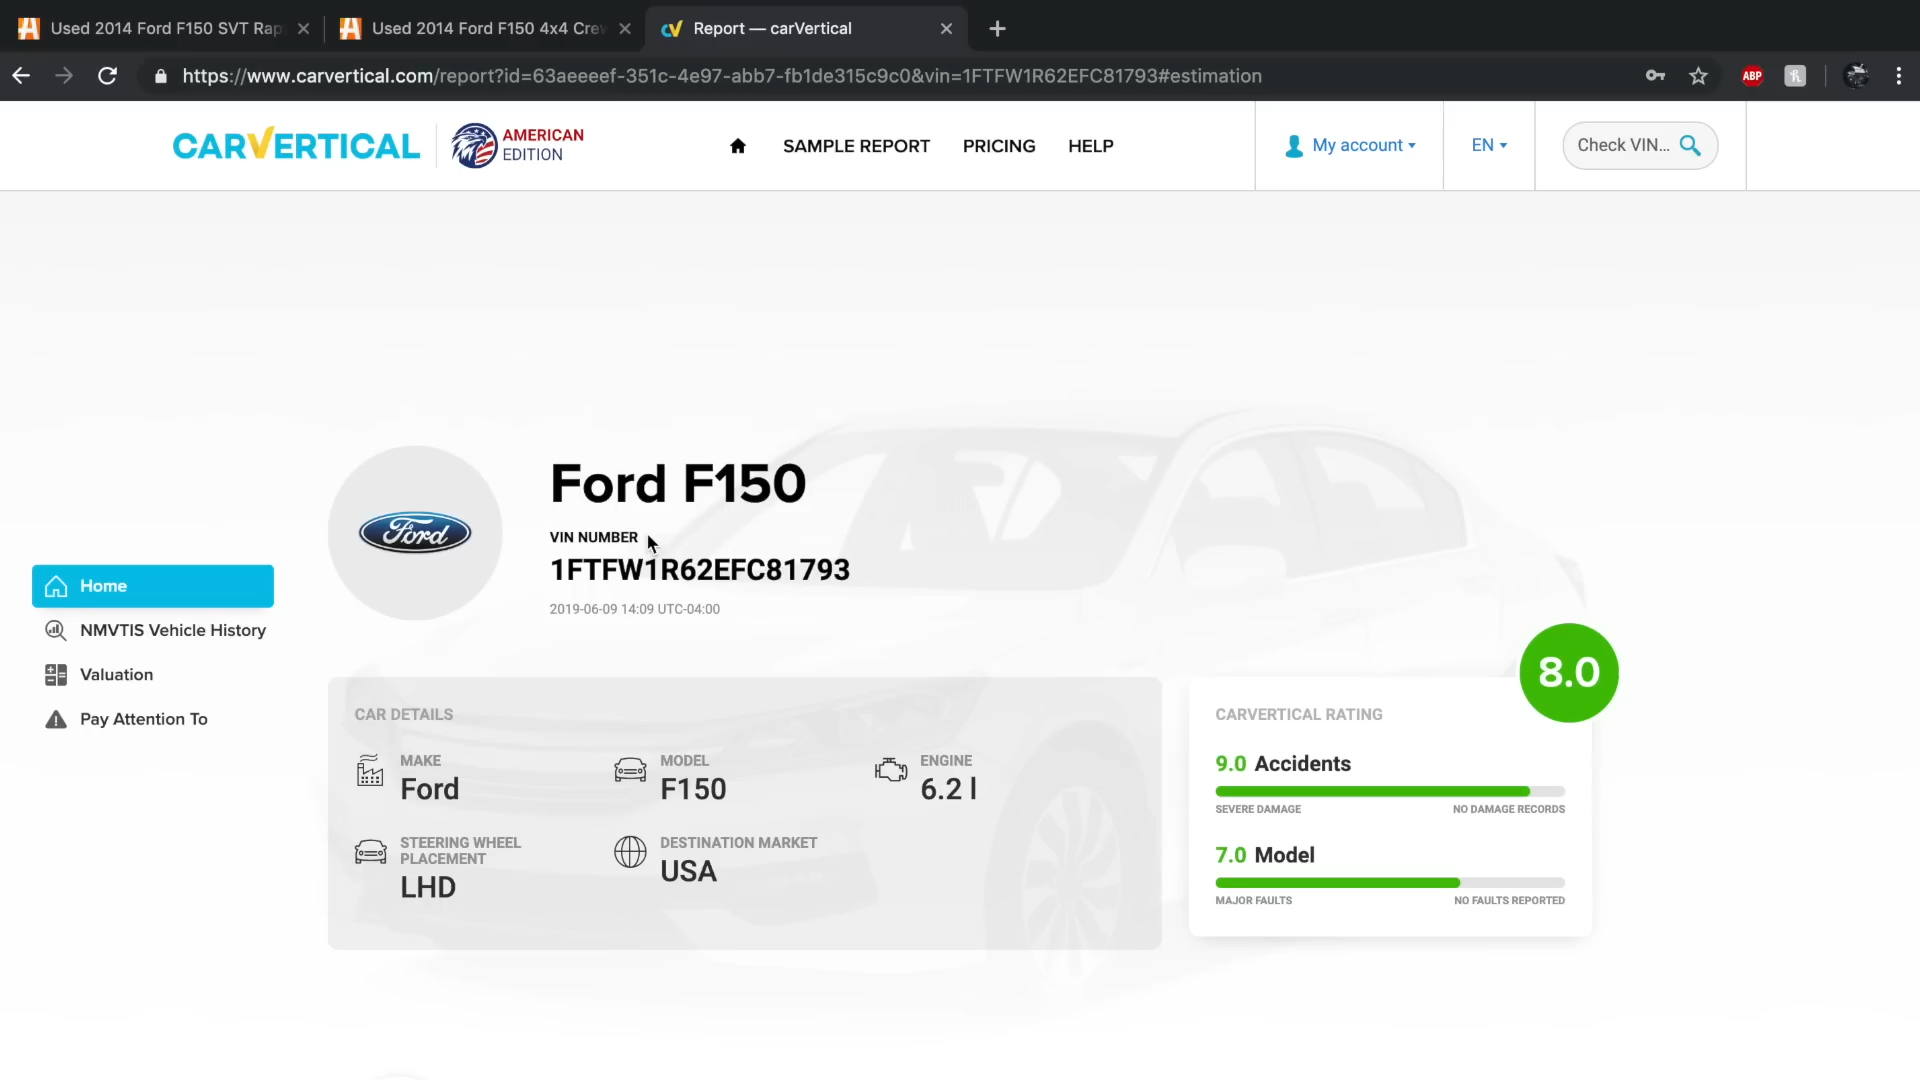 Used 2014 Ford F150 SVT Rap
Used 2014 Ford F150 4x4 Crew
Report — carVertical
https://www.carvertical.com/report?id=63aeeeef-351c-4e97-abb7-fb1de315c9c0&vin=1FTFW1R62EFC81793#estimation
ABP
CARVERTICAL
AMERICAN
EDITION
SAMPLE REPORT
PRICING
HELP
My account
EN
Check VIN...
Ford
Ford F150
VIN NUMBER
1FTFW1R62EFC81793
2019-06-09 14:09 UTC-04:00
Home
NMVTIS Vehicle History
Valuation
Pay Attention To
CAR DETAILS
MAKE
Ford
MODEL
F150
ENGINE
6.2 l
STEERING WHEEL
PLACEMENT
LHD
DESTINATION MARKET
USA
8.0
CARVERTICAL RATING
9.0 Accidents
SEVERE DAMAGE
NO DAMAGE RECORDS
7.0 Model
MAJOR FAULTS
NO FAULTS REPORTED